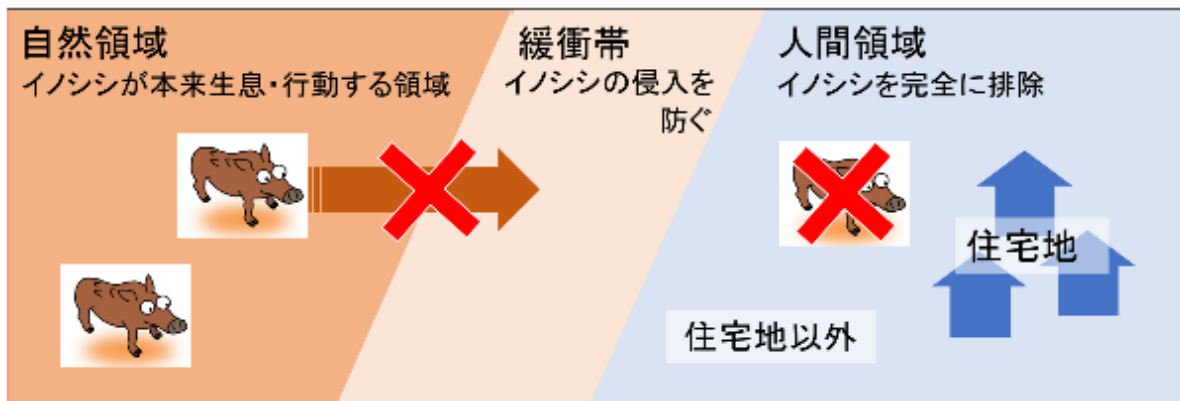 自然領域
イノシシが本来生息・行動する領域
緩衝帯
イノシシの侵入を
防ぐ
人間領域
イノシシを完全に排除
住宅地
住宅地以外